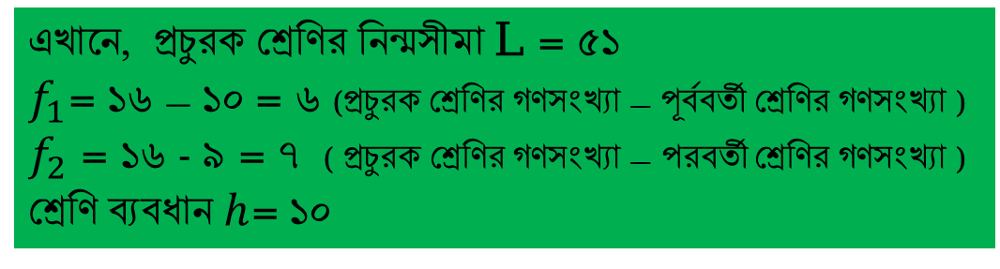 এখানে, প্রচুরক শ্রেণির নিন্মসীমা L = ৫১
f₁= ১৬ – ১০ = ৬ (প্রচুরক শ্রেণির গণসংখ্যা – পূর্ববর্তী শ্রেণির গণসংখ্যা )
f₂ = ১৬ - ৯ = ৭ ( প্রচুরক শ্রেণির গণসংখ্যা – পরবর্তী শ্রেণির গণসংখ্যা )
শ্রেণি ব্যবধান h= ১০